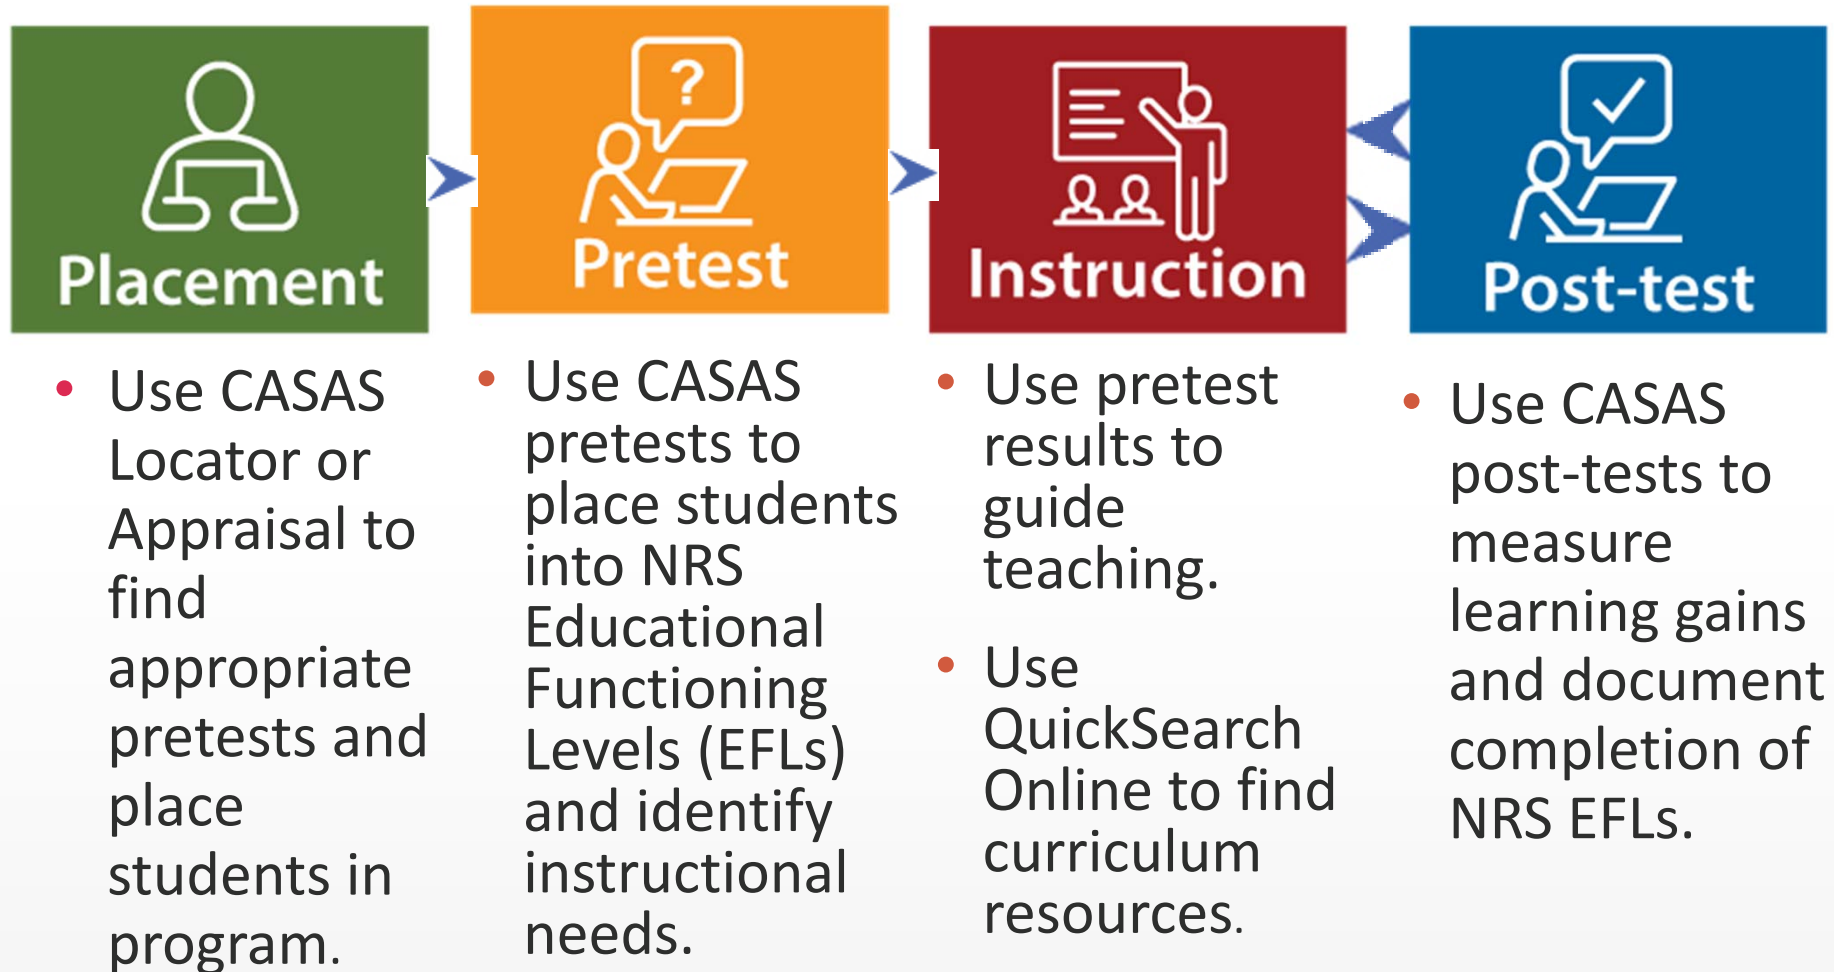 Placement
Use CASAS
Locator or
Appraisal to
find
appropriate
pretests and
place
students in
program.
?
Pretest
Use CASAS
pretests to
place students
into NRS
Educational
Functioning
Levels (EFLs)
and identify
instructional
needs.
Instruction
Use pretest
results to
guide
teaching.
Use
QuickSearch
Online to find
curriculum
resources.
Post-test
Use CASAS
post-tests to
measure
learning gains
and document
completion of
NRS EFLs.